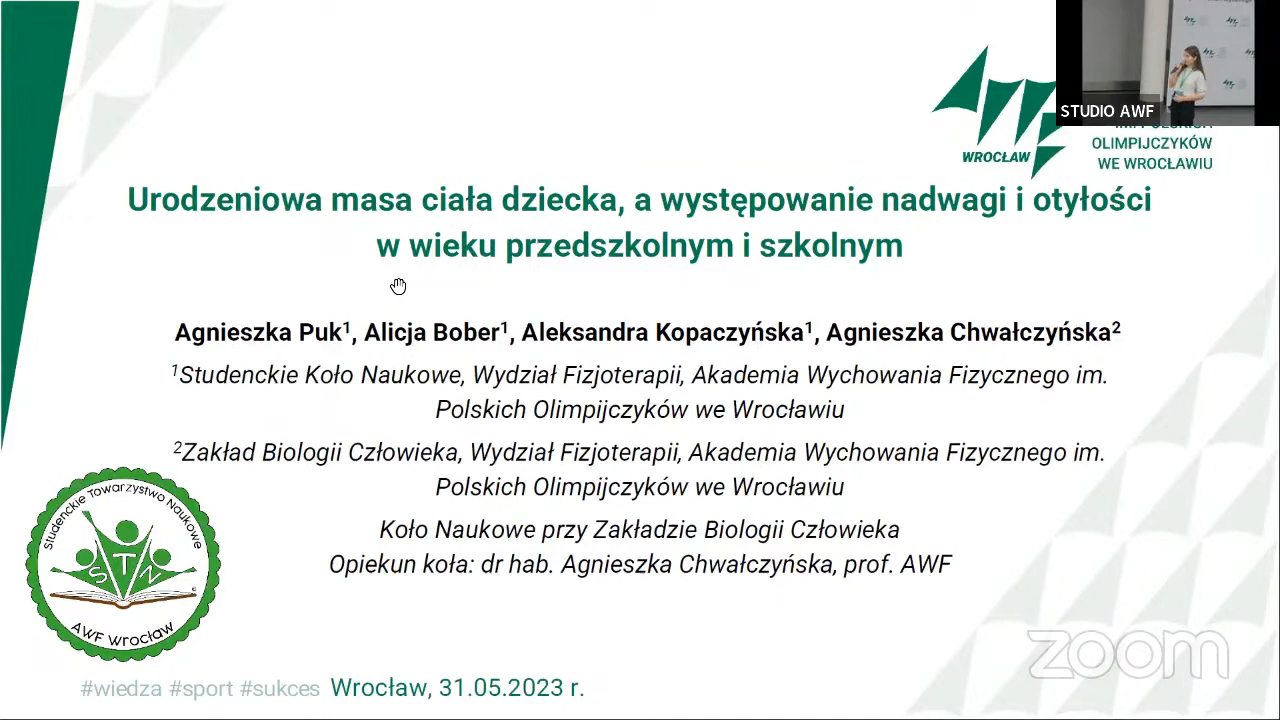 STUDIO AWF
WROCŁAW
OLIMPIJCZYKÓW
WE WROCŁAWIU
Urodzeniowa masa ciała dziecka, a występowanie nadwagi i otyłości
w wieku przedszkolnym i szkolnym
Agnieszka Puk¹, Alicja Bober¹, Aleksandra Kopaczyńska¹, Agnieszka Chwałczyńska²
¹Studenckie Koło Naukowe, Wydział Fizjoterapii, Akademia Wychowania Fizycznego im.
Polskich Olimpijczyków we Wrocławiu
²Zakład Biologii Człowieka, Wydział Fizjoterapii, Akademia Wychowania Fizycznego im.
Polskich Olimpijczyków we Wrocławiu
Koło Naukowe przy Zakładzie Biologii Człowieka
Opiekun koła: dr hab. Agnieszka Chwałczyńska, prof. AWF
Studenckie Towarzystwo Naukowe
STN
AWF Wrocław
zoom
#wiedza #sport #sukces Wrocław, 31.05.2023 r.